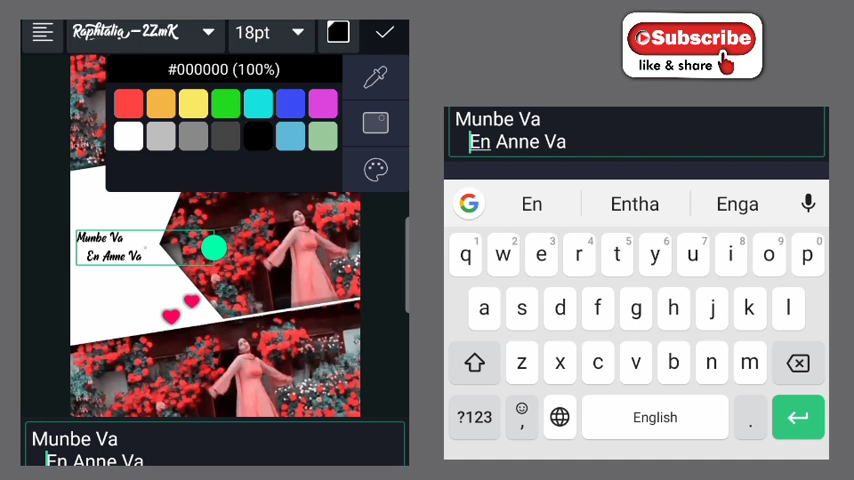 Raphtalia-2ZmK
18pt
#000000 (100%)
Munbe Va
En Anne Va
Munbe Va
En Anne Va
Subscribe
like & share
Munbe Va
En Anne Va
En
Entha
Enga
q 1 w 2 e 3 r 4 t 5 y 6 u 7 i 8 o 9 p 0
a s d f g h j k l
z x c v b n m
?123 , English .